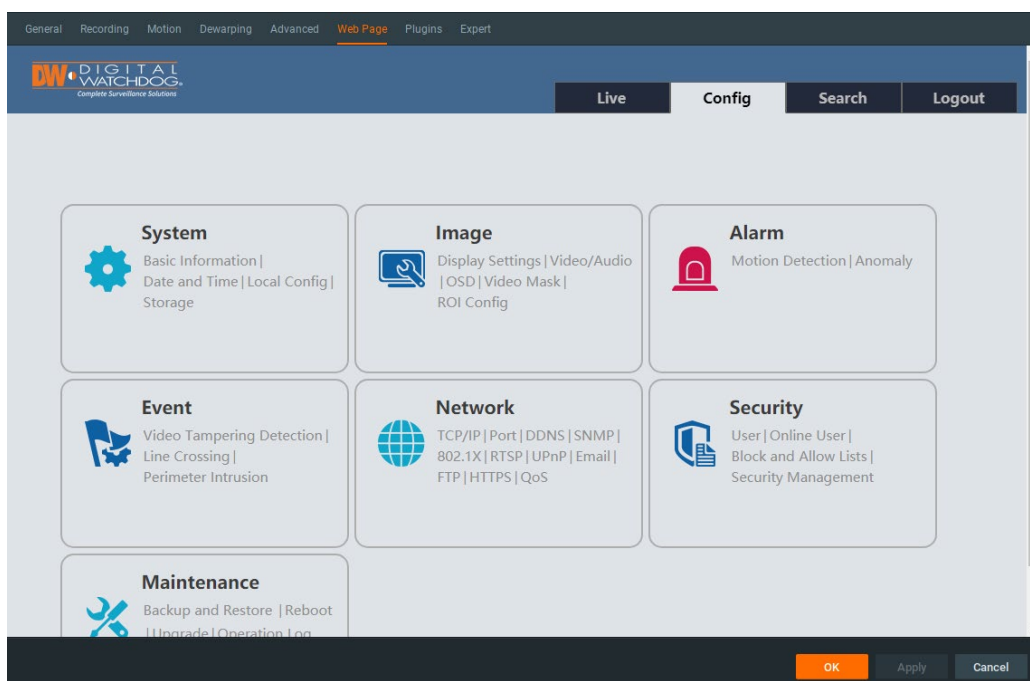 General Recording Motion Dewarping Advanced Web Page Plugins Expert
DW DIGITAL
WATCHDOG®
Complete Surveillance Solutions
Live Config Search Logout
System
Basic Information|
Date and Time|Local Config|
Storage
Image
Display Settings|Video/Audio
|OSD|Video Mask|
ROI Config
Alarm
Motion Detection|Anomaly
Event
Video Tampering Detection|
Line Crossing|
Perimeter Intrusion
Network
TCP/IP|Port|DDNS|SNMP|
802.1X|RTSP|UPnP|Email|
FTP|HTTPS|QoS
Security
User|Online User|
Block and Allow Lists|
Security Management
Maintenance
Backup and Restore |Reboot
|Upgrade|Operation Log
OK Apply Cancel